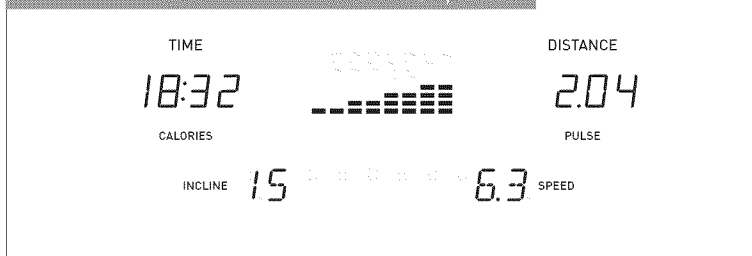 TIME DISTANCE
18:32 2.04
CALORIES PULSE
INCLINE 15 6.3 SPEED